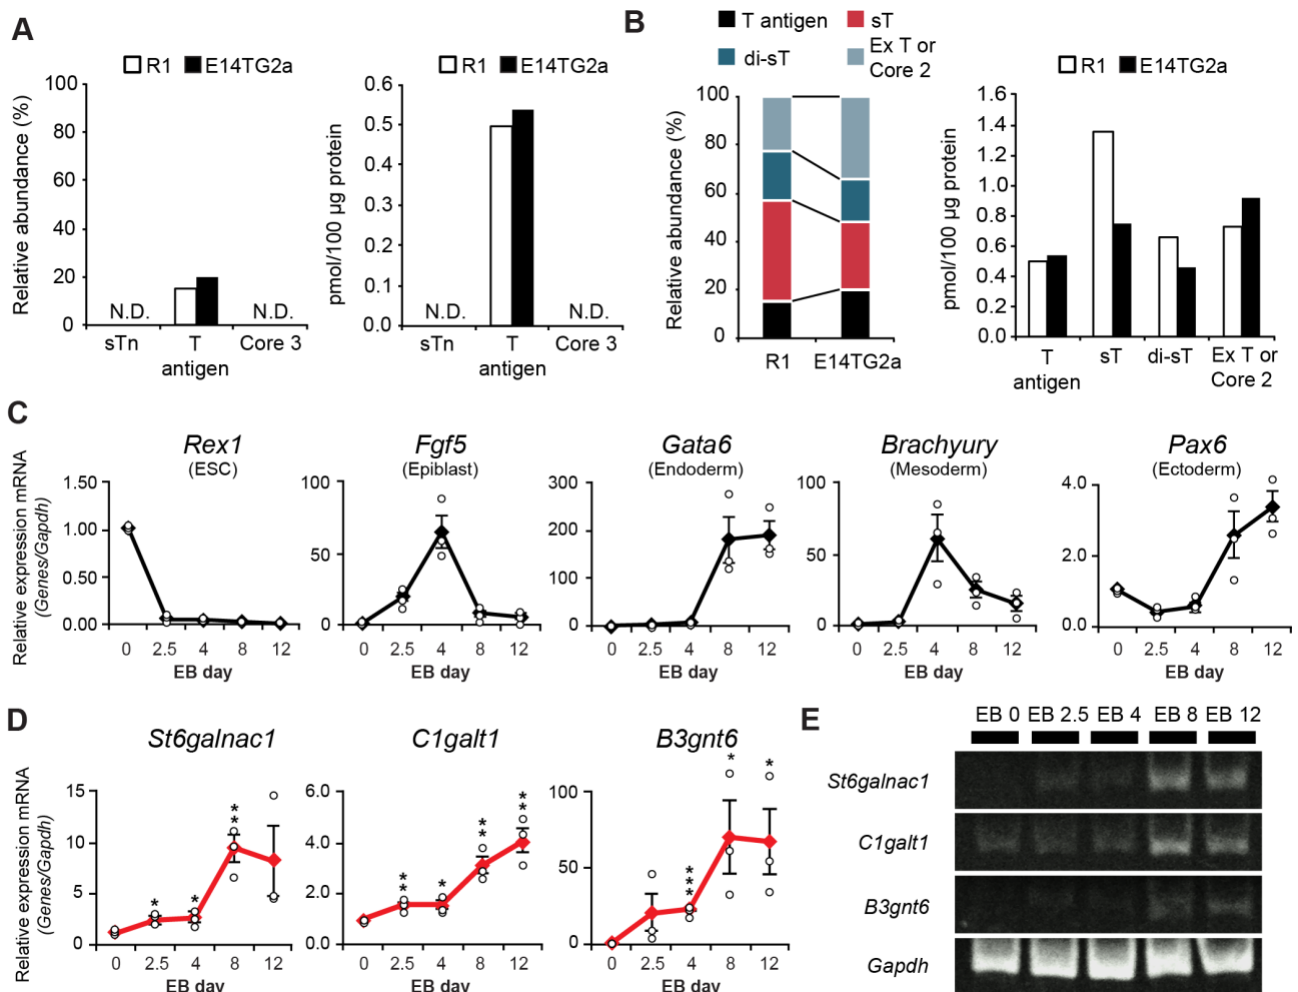 A
R1 E14TG2a
Relative abundance (%)
100
80
60
40
20
0
N.D. N.D.
sTn T antigen Core 3
R1 E14TG2a
pmol/100 µg protein
0.6
0.5
0.4
0.3
0.2
0.1
0.0
N.D. N.D.
sTn T antigen Core 3
B
T antigen sT
di-sT Ex T or Core 2
Relative abundance (%)
100
80
60
40
20
0
R1 E14TG2a
R1 E14TG2a
pmol/100 µg protein
1.6
1.4
1.2
1.0
0.8
0.6
0.4
0.2
0.0
T antigen sT di-sT Ex T or Core 2
C
Relative expression mRNA
(Genes/Gapdh)
Rex1
(ESC)
1.50
1.00
0.50
0.00
0 2.5 4 8 12
EB day
Fgf5
(Epiblast)
100
50
0
0 2.5 4 8 12
EB day
Gata6
(Endoderm)
300
200
100
0
0 2.5 4 8 12
EB day
Brachyury
(Mesoderm)
100
50
0
0 2.5 4 8 12
EB day
Pax6
(Ectoderm)
4.0
2.0
0.0
0 2.5 4 8 12
EB day
D
Relative expression mRNA
(Genes/Gapdh)
St6galnac1
15
10
5
0
* * **
0 2.5 4 8 12
EB day
C1galt1
6.0
4.0
2.0
0.0
** * ** **
0 2.5 4 8 12
EB day
B3gnt6
100
50
0
*** * *
0 2.5 4 8 12
EB day
E
EB 0 EB 2.5 EB 4 EB 8 EB 12
St6galnac1
C1galt1
B3gnt6
Gapdh